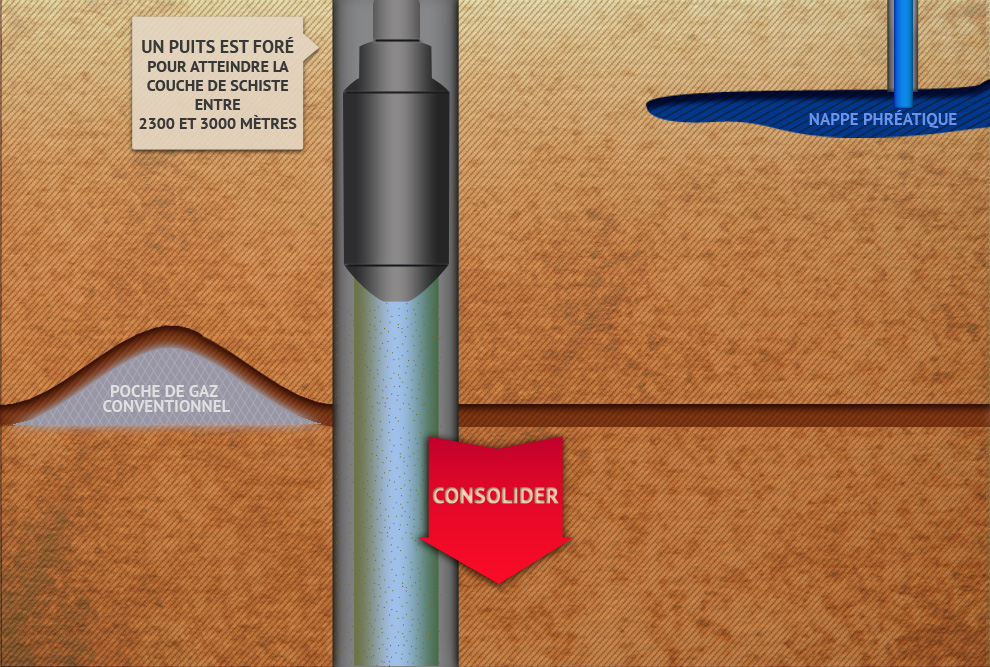 UN PUITS EST FORÉ
POUR ATTEINDRE LA
COUCHE DE SCHISTE
ENTRE
2300 ET 3000 MÈTRES
NAPPE PHRÉATIQUE
POCHE DE GAZ
CONVENTIONNEL
CONSOLIDER